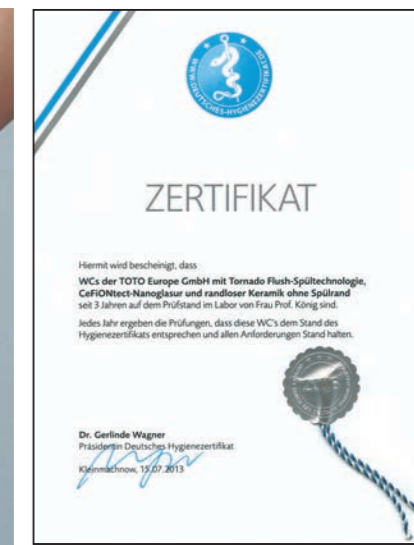 WWW.DEUTSCHES-HYGIENEZERTIFIKAT.DE
ZERTIFIKAT
Hiermit wird bescheinigt, dass
WCs der TOTO Europe GmbH mit Tornado Flush-Spültechnologie,
CeFiONtect-Nanoglasur und randloser Keramik ohne Spülrand
seit 3 Jahren auf dem Prüfstand im Labor von Frau Prof. König sind.
Jedes Jahr ergeben die Prüfungen, dass diese WC's dem Stand des
Hygienezertifikats entsprechen und allen Anforderungen Stand halten.
Dr. Gerlinde Wagner
Präsidentin Deutsches Hygienezertifikat
Kleinmachnow, 15.07.2013